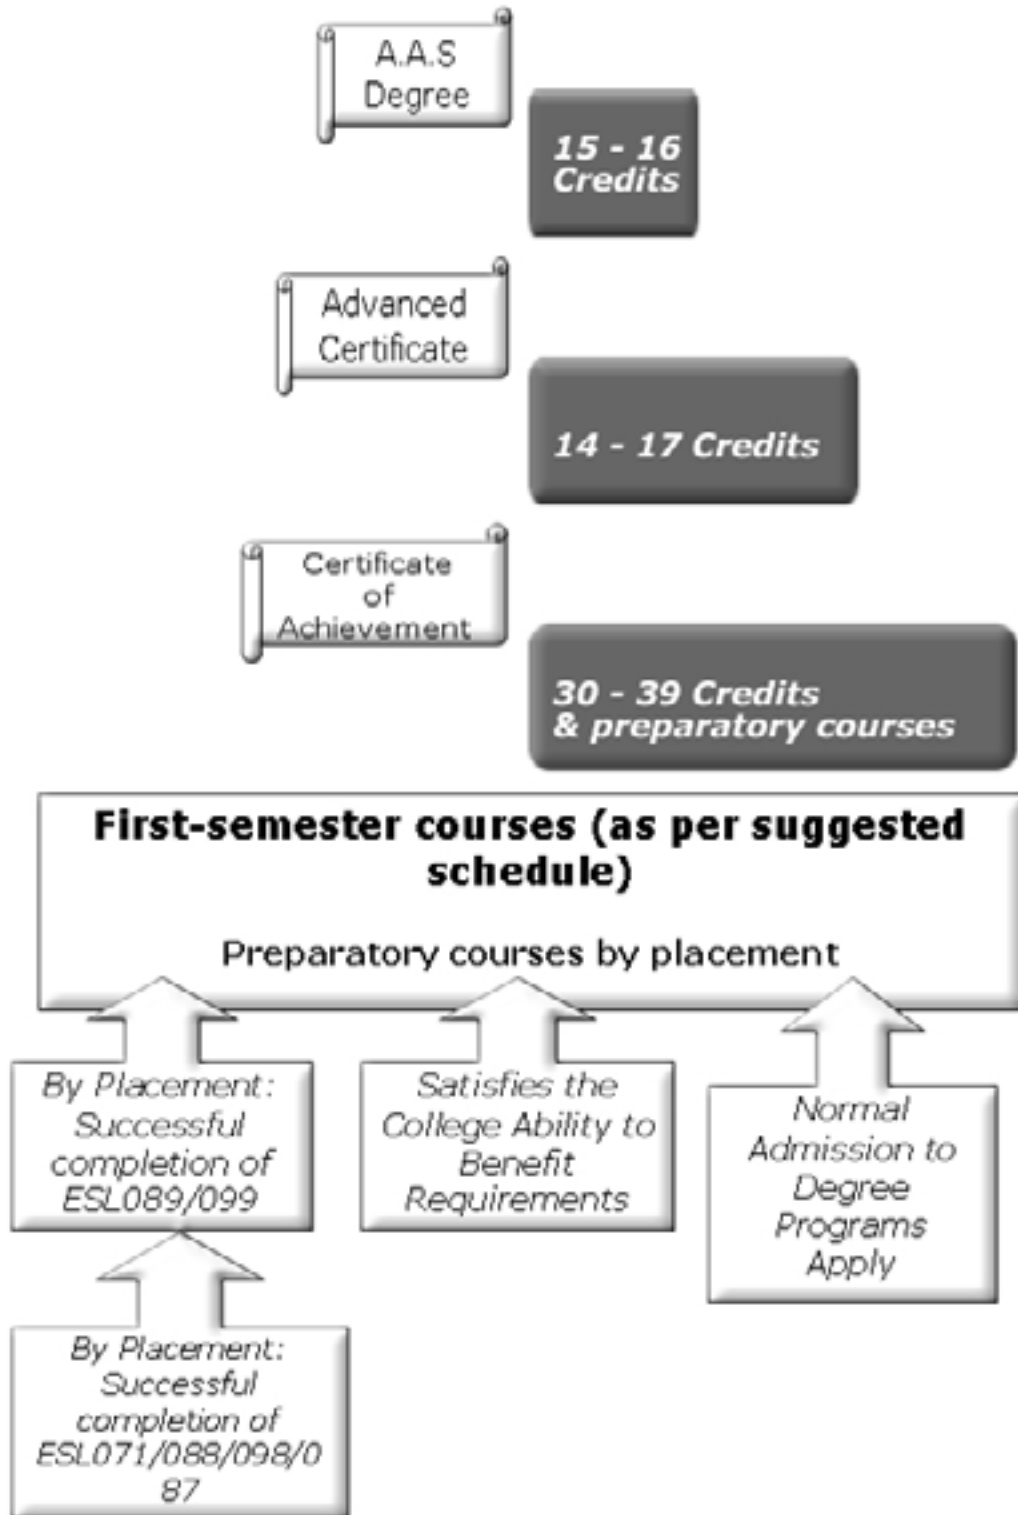 A.A.S
Degree
15 - 16
Credits
Advanced
Certificate
14 - 17 Credits
Certificate
of
Achievement
30 - 39 Credits
& preparatory courses
First-semester courses (as per suggested
schedule)
Preparatory courses by placement
By Placement:
Successful
completion of
ESL089/099
Satisfies the
College Ability to
Benefit
Requirements
Normal
Admission to
Degree
Programs
Apply
By Placement:
Successful
completion of
ESL071/088/098/0
87